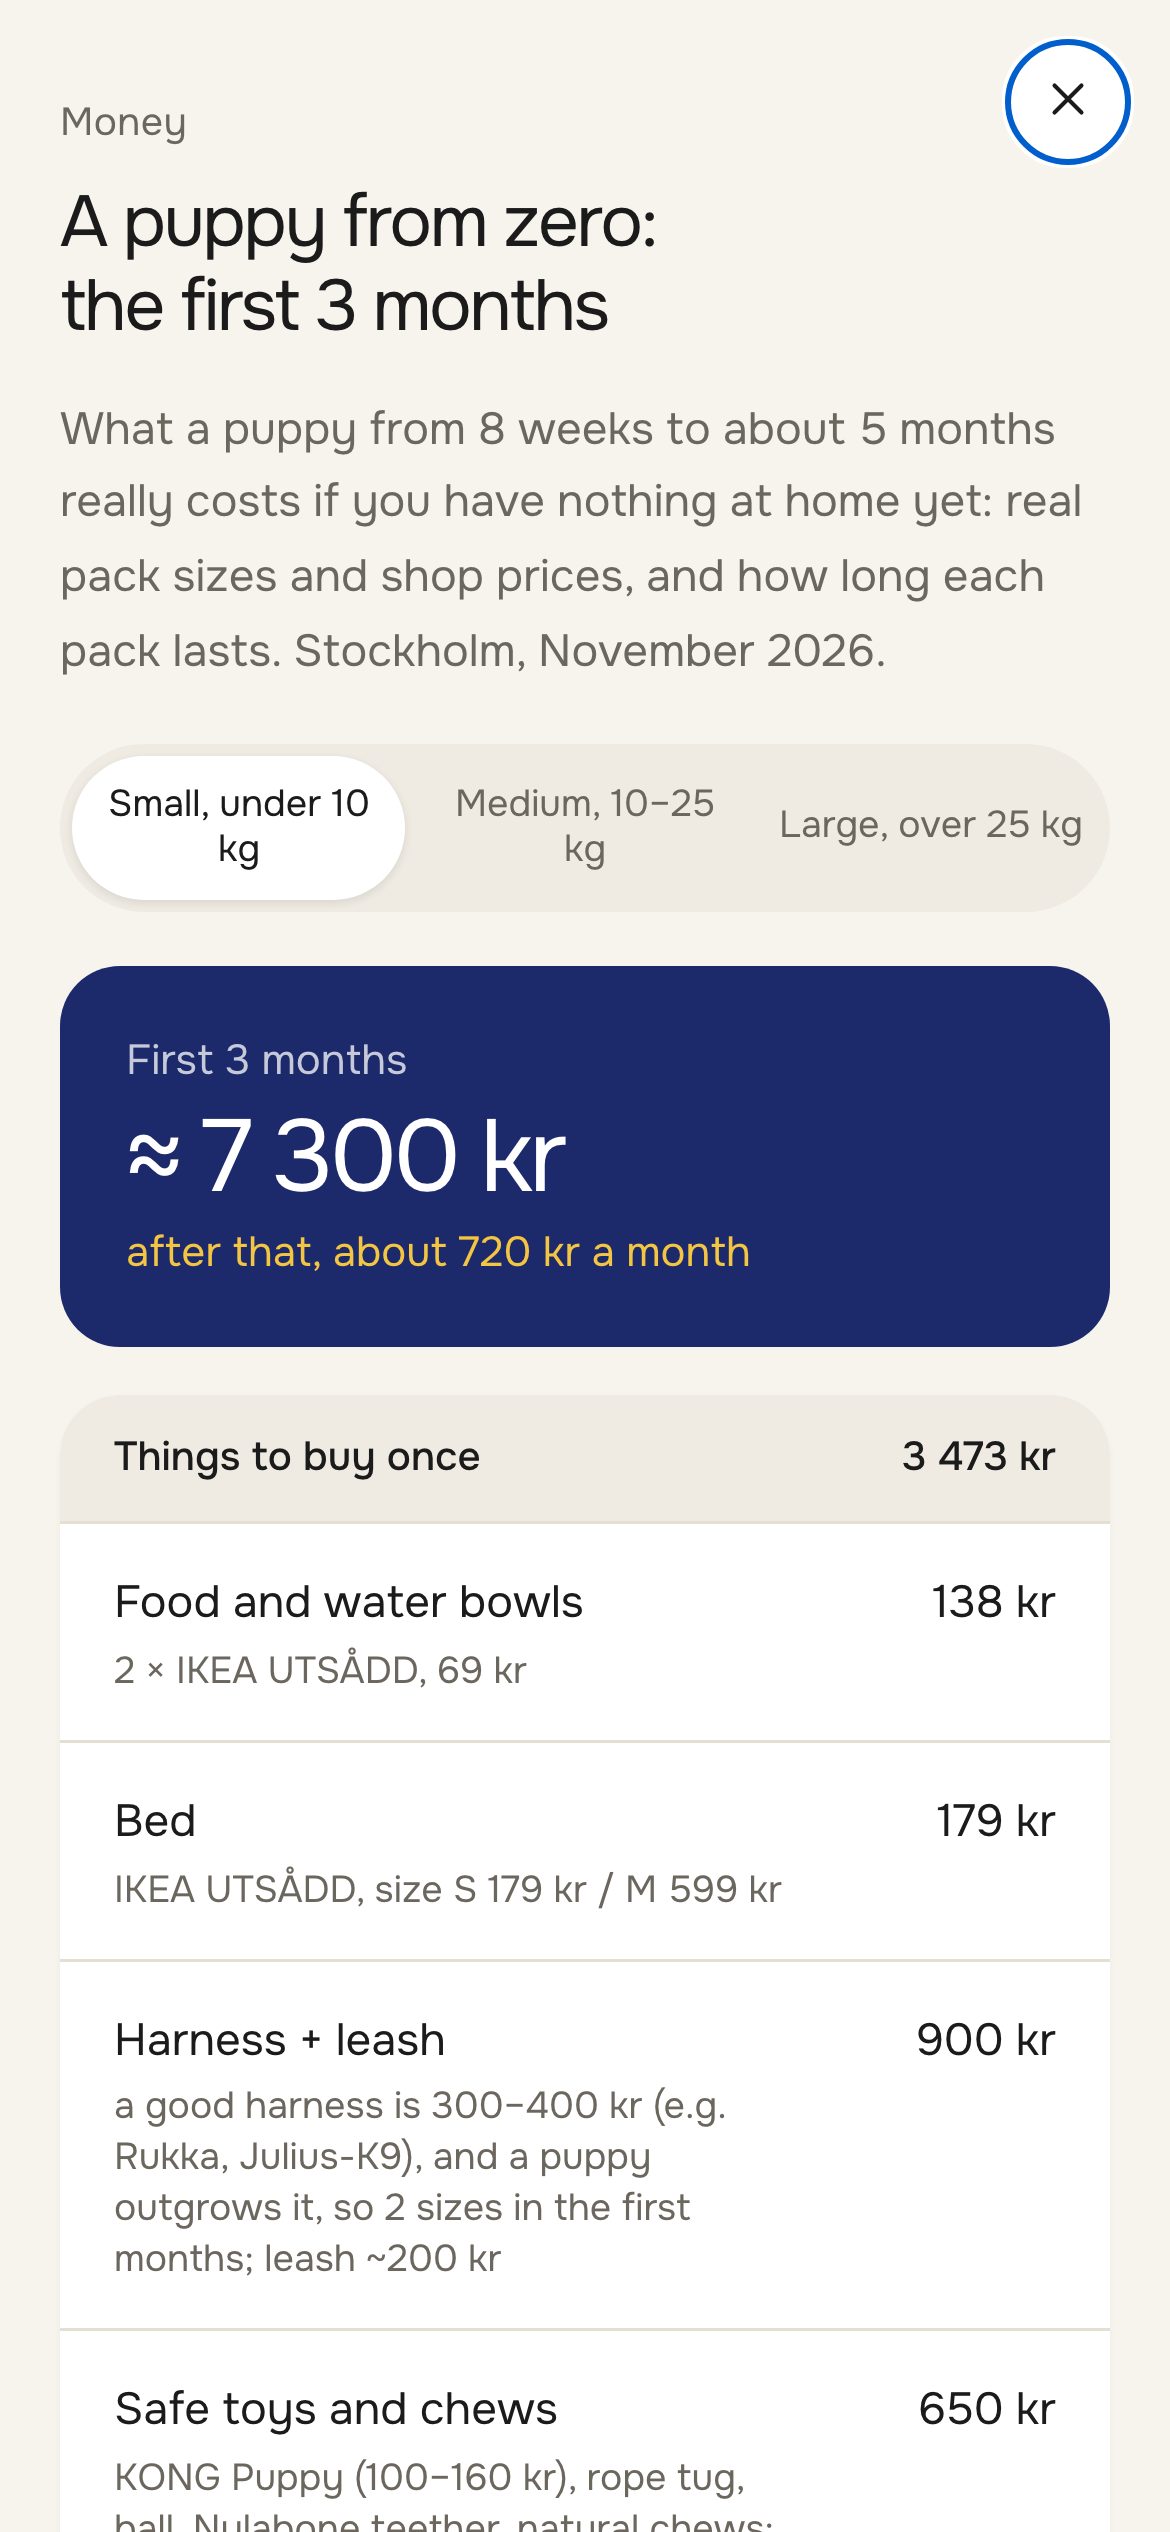 Money
A puppy from zero:
the first 3 months
What a puppy from 8 weeks to about 5 months
really costs if you have nothing at home yet: real
pack sizes and shop prices, and how long each
pack lasts. Stockholm, November 2026.
Small, under 10
kg
Medium, 10–25
kg
Large, over 25 kg
First 3 months
≈ 7 300 kr
after that, about 720 kr a month
Things to buy once 3 473 kr
Food and water bowls 138 kr
2 × IKEA UTSÅDD, 69 kr
Bed 179 kr
IKEA UTSÅDD, size S 179 kr / M 599 kr
Harness + leash 900 kr
a good harness is 300–400 kr (e.g.
Rukka, Julius-K9), and a puppy
outgrows it, so 2 sizes in the first
months; leash ~200 kr
Safe toys and chews 650 kr
KONG Puppy (100–160 kr), rope tug,
ball, Nylabone teether, natural chews;